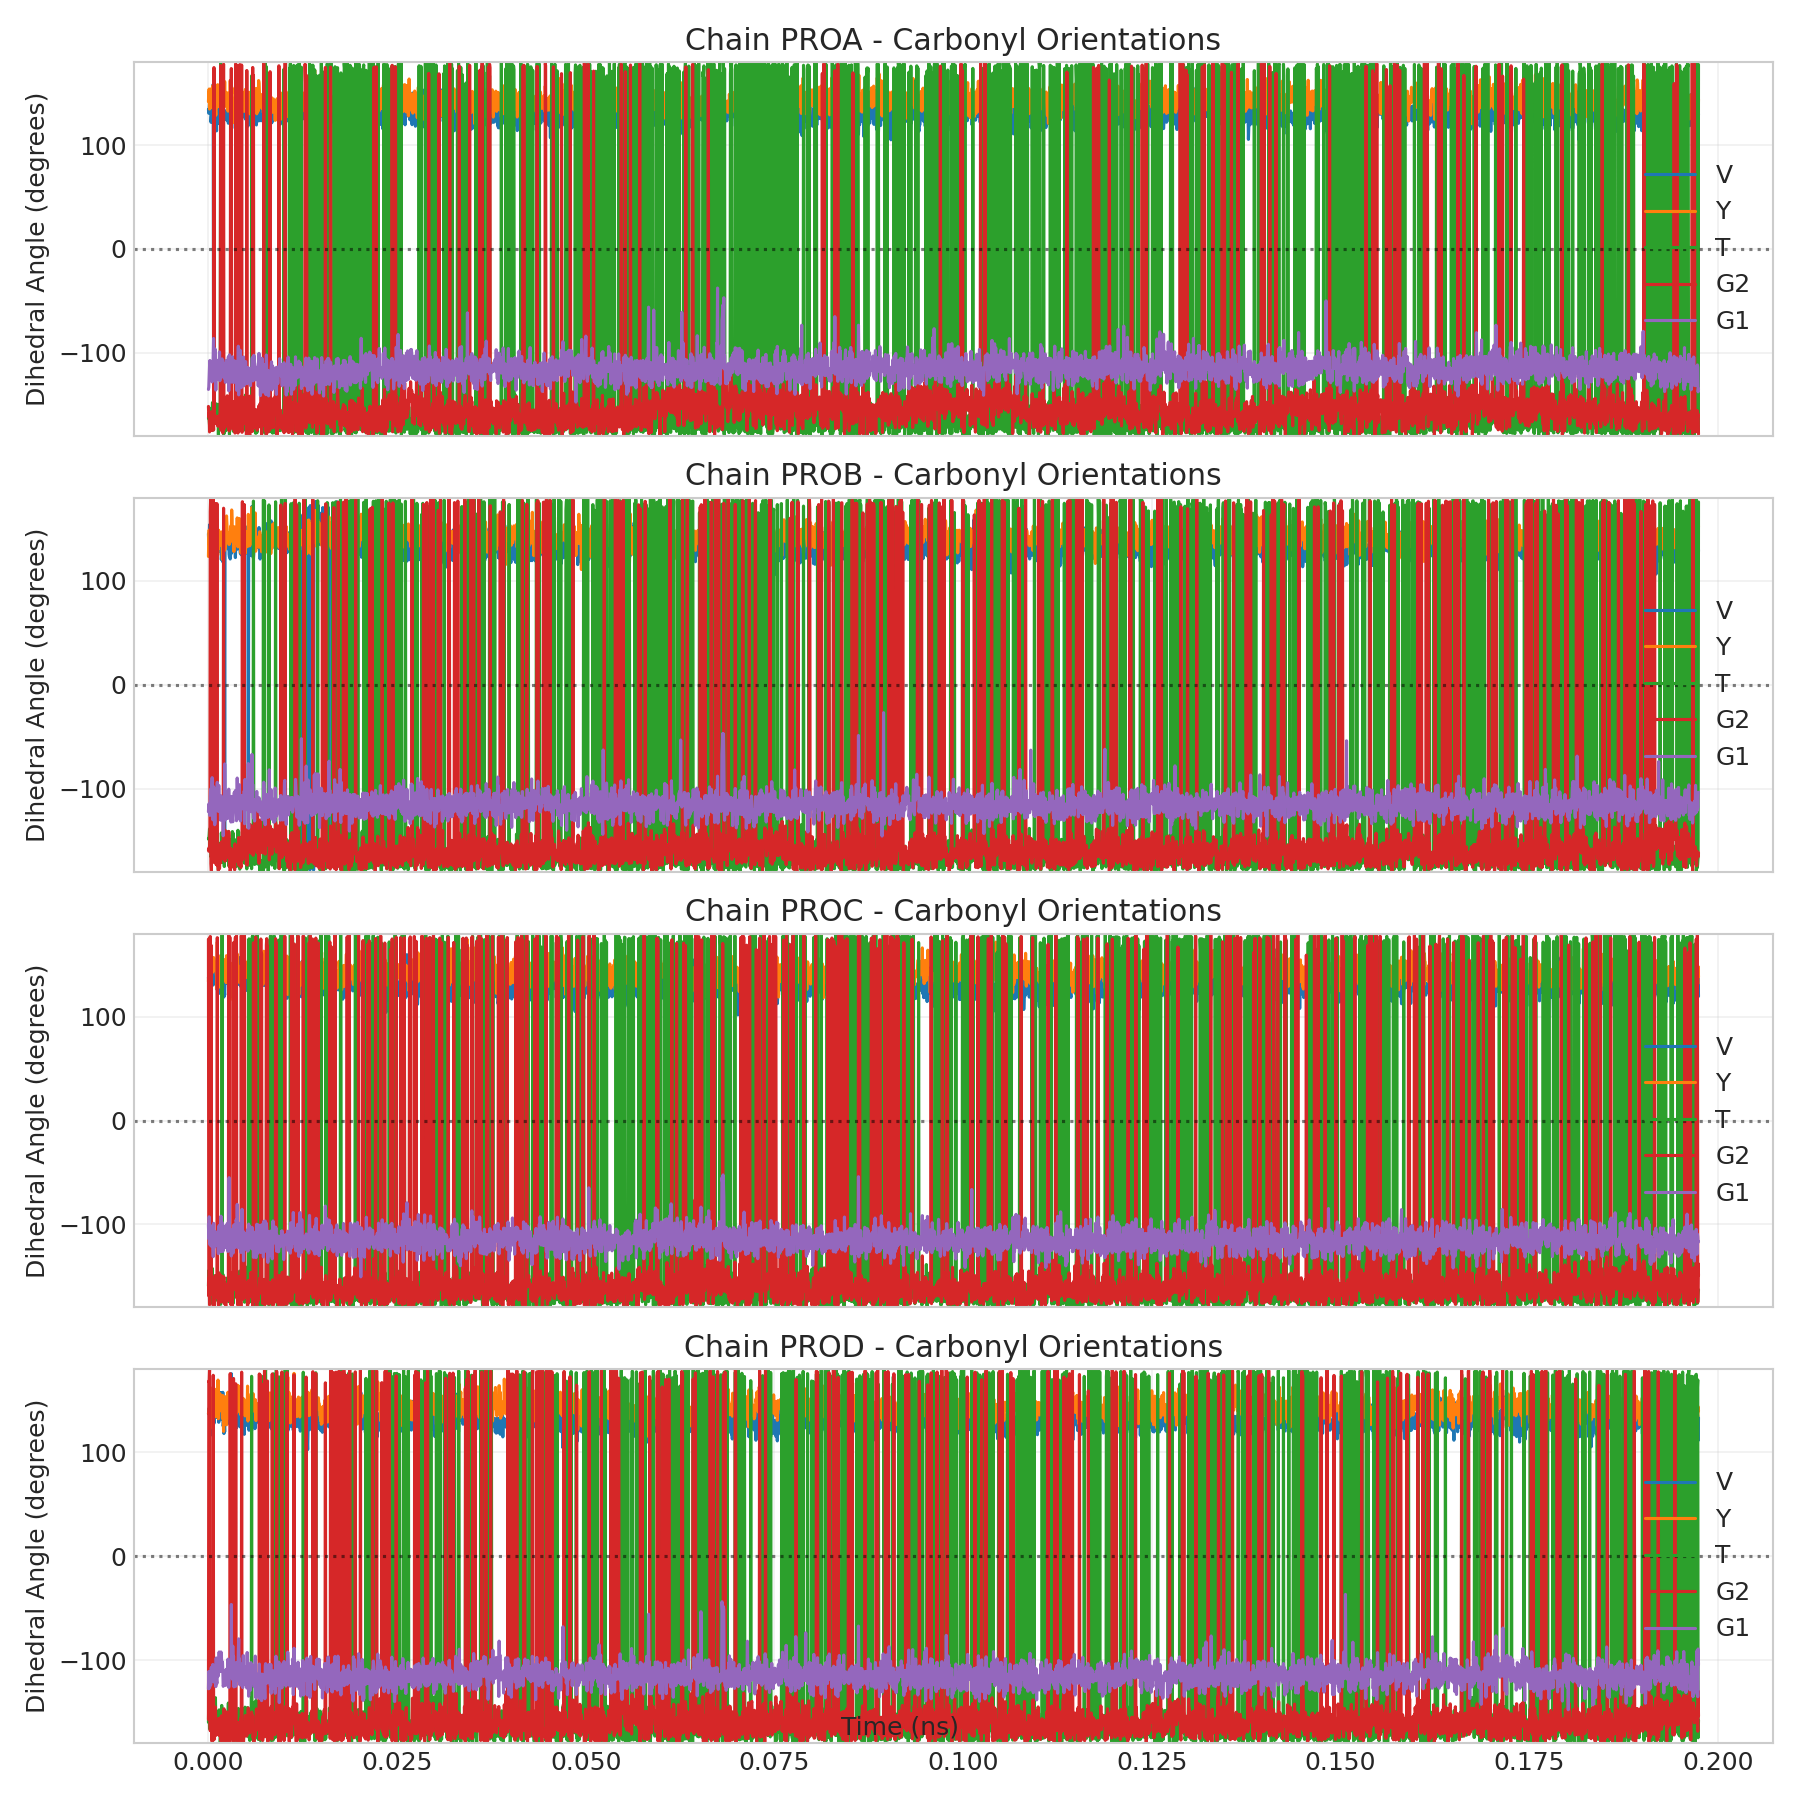 Chain PROA - Carbonyl Orientations
Dihedral Angle (degrees)
100
0
−100
V
Y
T
G2
G1
Chain PROB - Carbonyl Orientations
Dihedral Angle (degrees)
100
0
−100
V
Y
T
G2
G1
Chain PROC - Carbonyl Orientations
Dihedral Angle (degrees)
100
0
−100
V
Y
T
G2
G1
Chain PROD - Carbonyl Orientations
Dihedral Angle (degrees)
100
0
−100
V
Y
T
G2
G1
Time (ns)
0.000 0.025 0.050 0.075 0.100 0.125 0.150 0.175 0.200